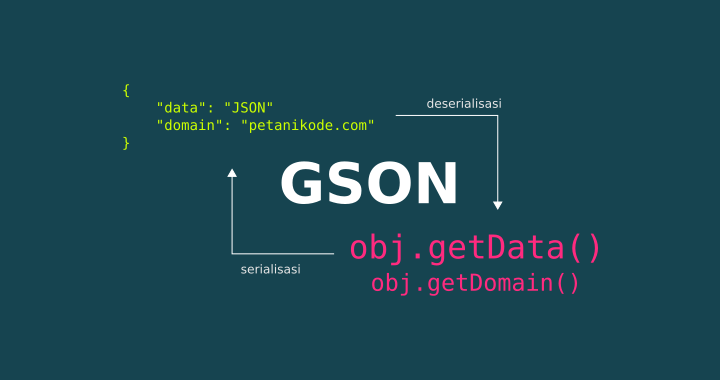 {
"data": "JSON"
"domain": "petanikode.com"
}
deserialisasi
GSON
obj.getData()
obj.getDomain()
serialisasi